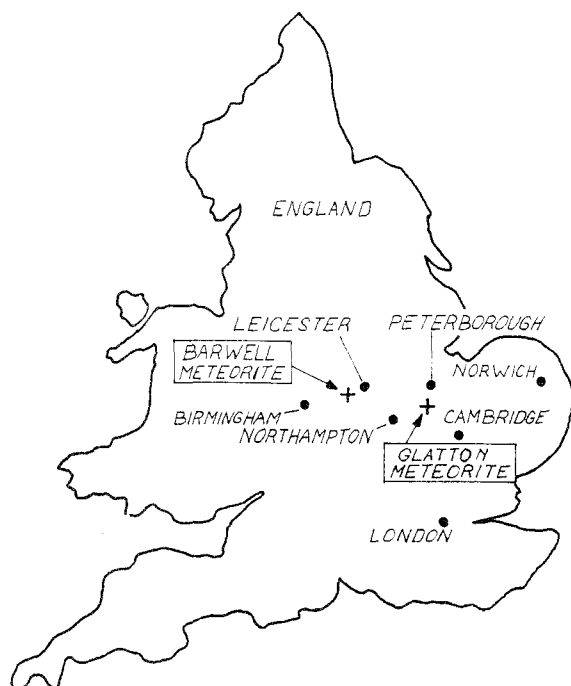 ENGLAND
LEICESTER
PETERBOROUGH
BARWELL
METEORITE
NORWICH
BIRMINGHAM
NORTHAMPTON
CAMBRIDGE
GLATTON
METEORITE
LONDON